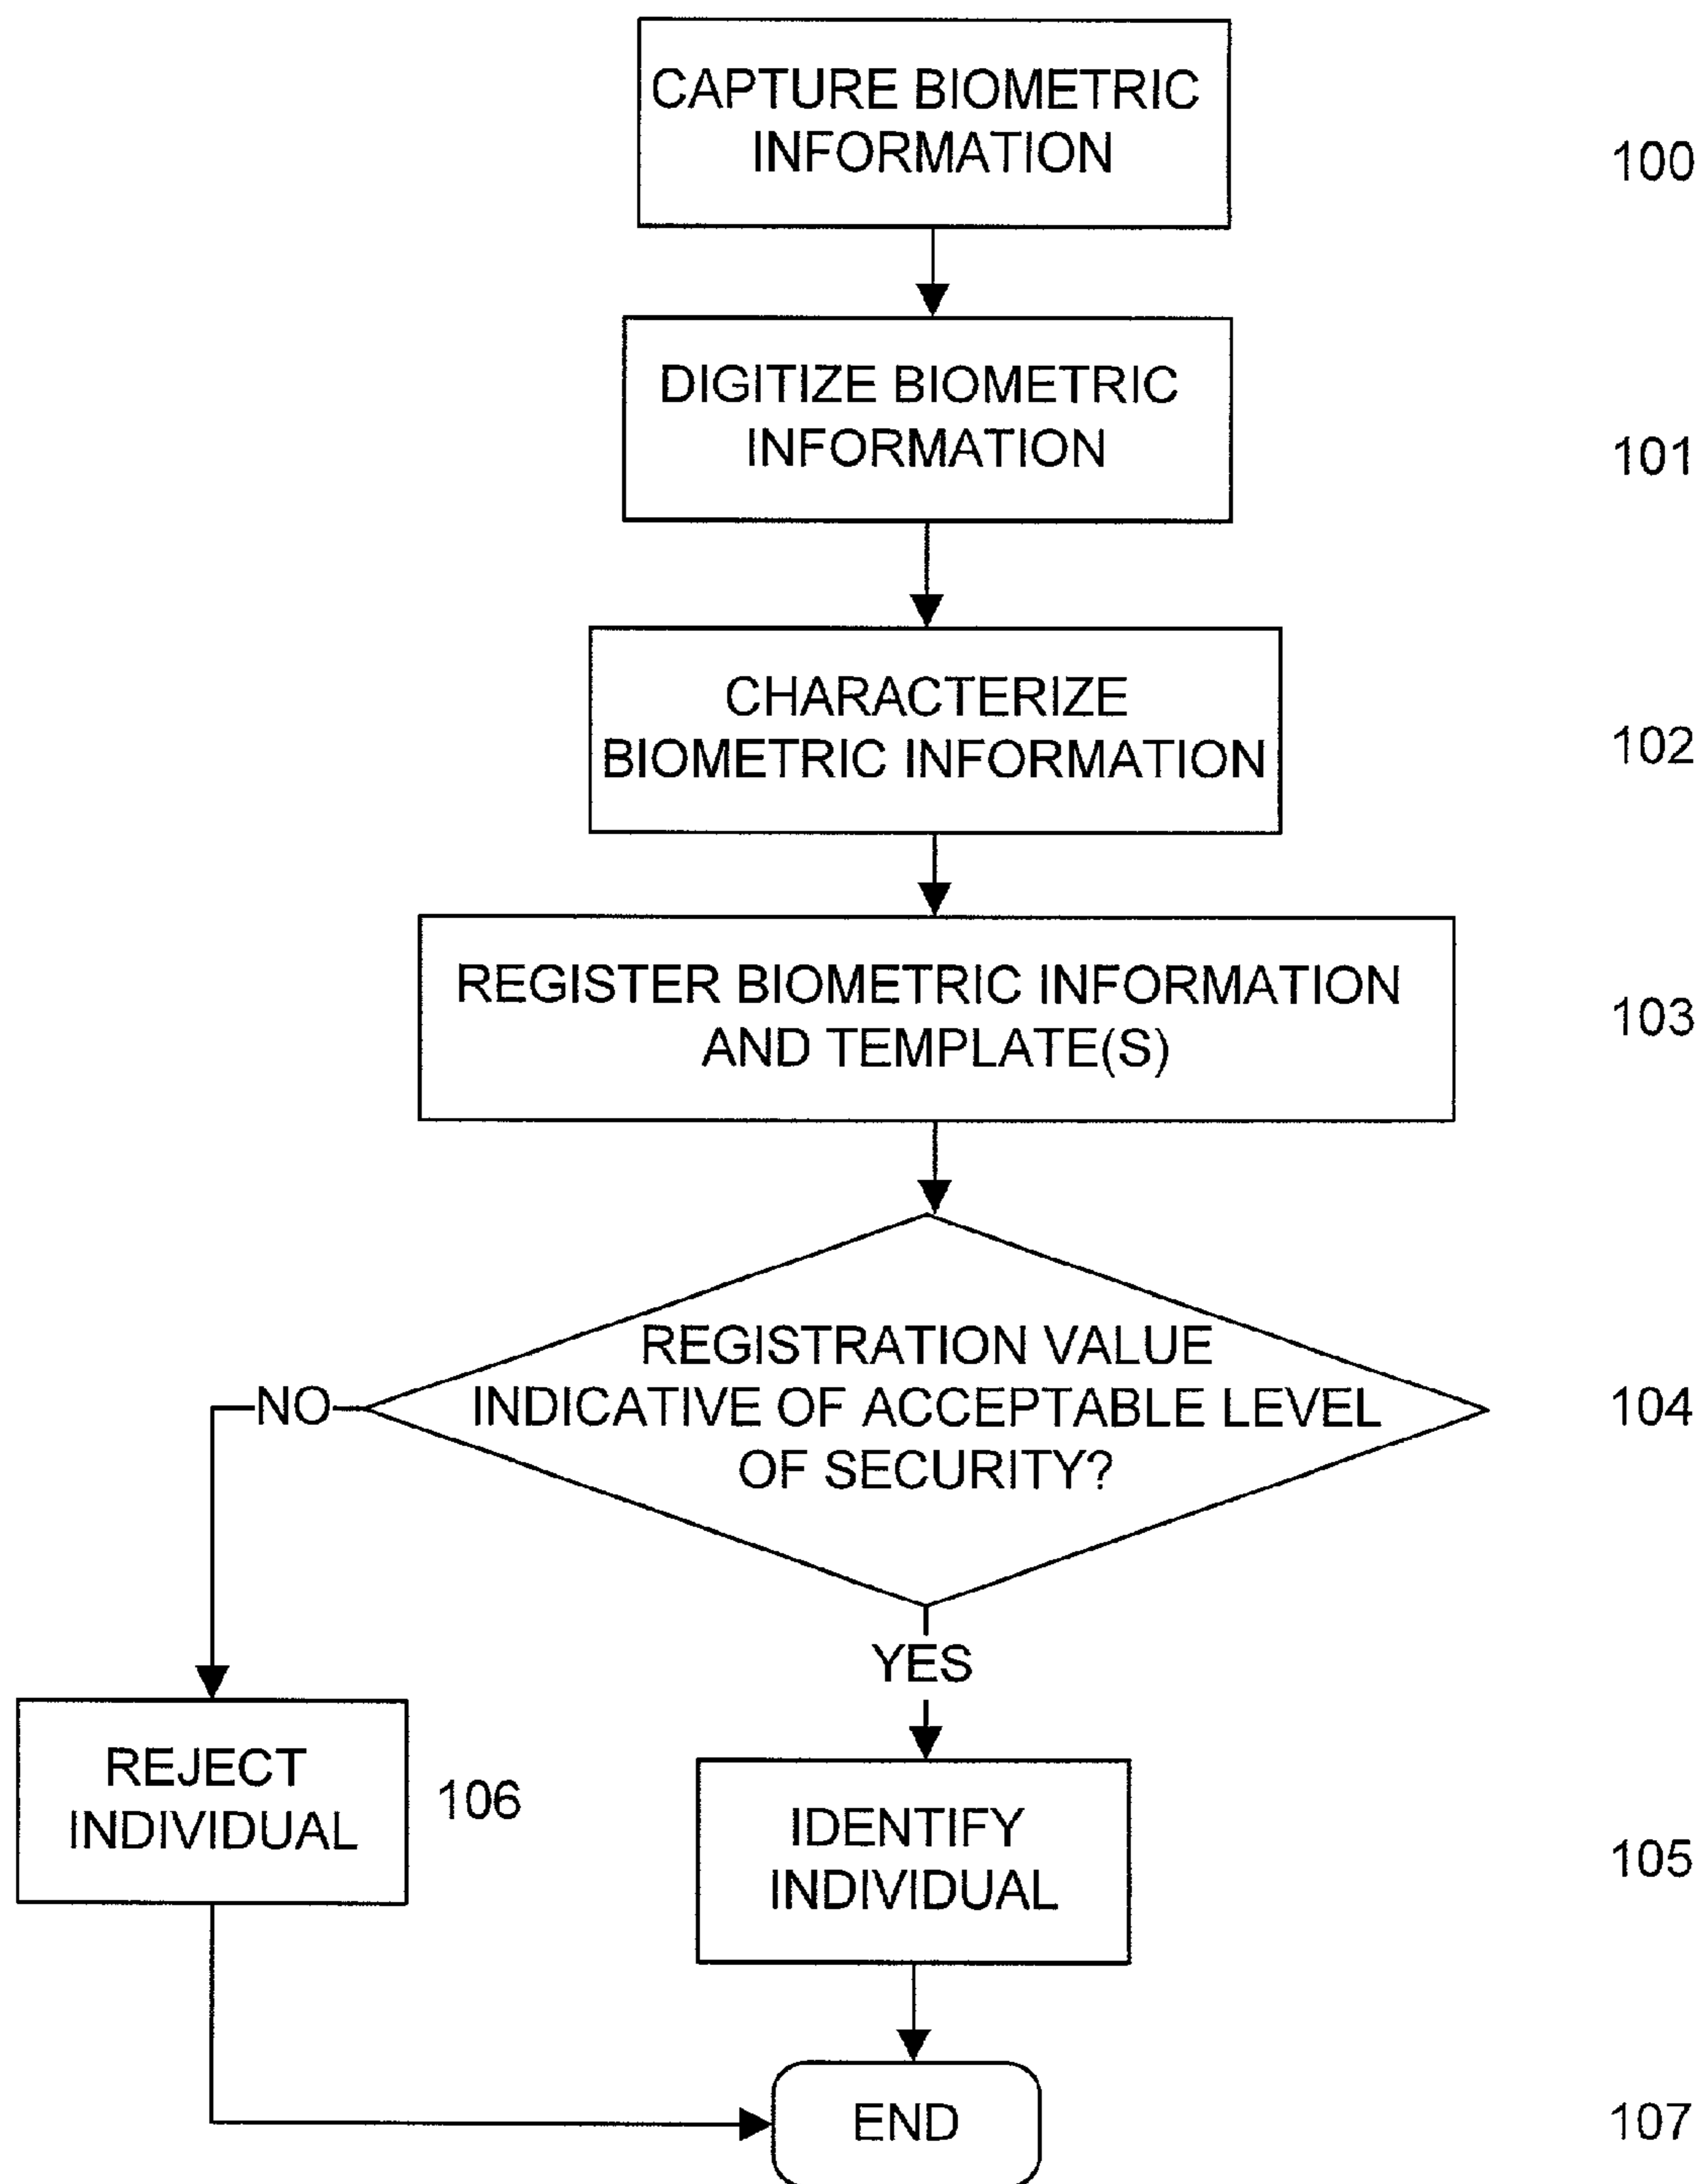 CAPTURE BIOMETRIC
INFORMATION
100
DIGITIZE BIOMETRIC
INFORMATION
101
CHARACTERIZE
BIOMETRIC INFORMATION
102
REGISTER BIOMETRIC INFORMATION
AND TEMPLATE(S)
103
REGISTRATION VALUE
INDICATIVE OF ACCEPTABLE LEVEL
OF SECURITY?
104
NO
YES
REJECT
INDIVIDUAL
106
IDENTIFY
INDIVIDUAL
105
END
107